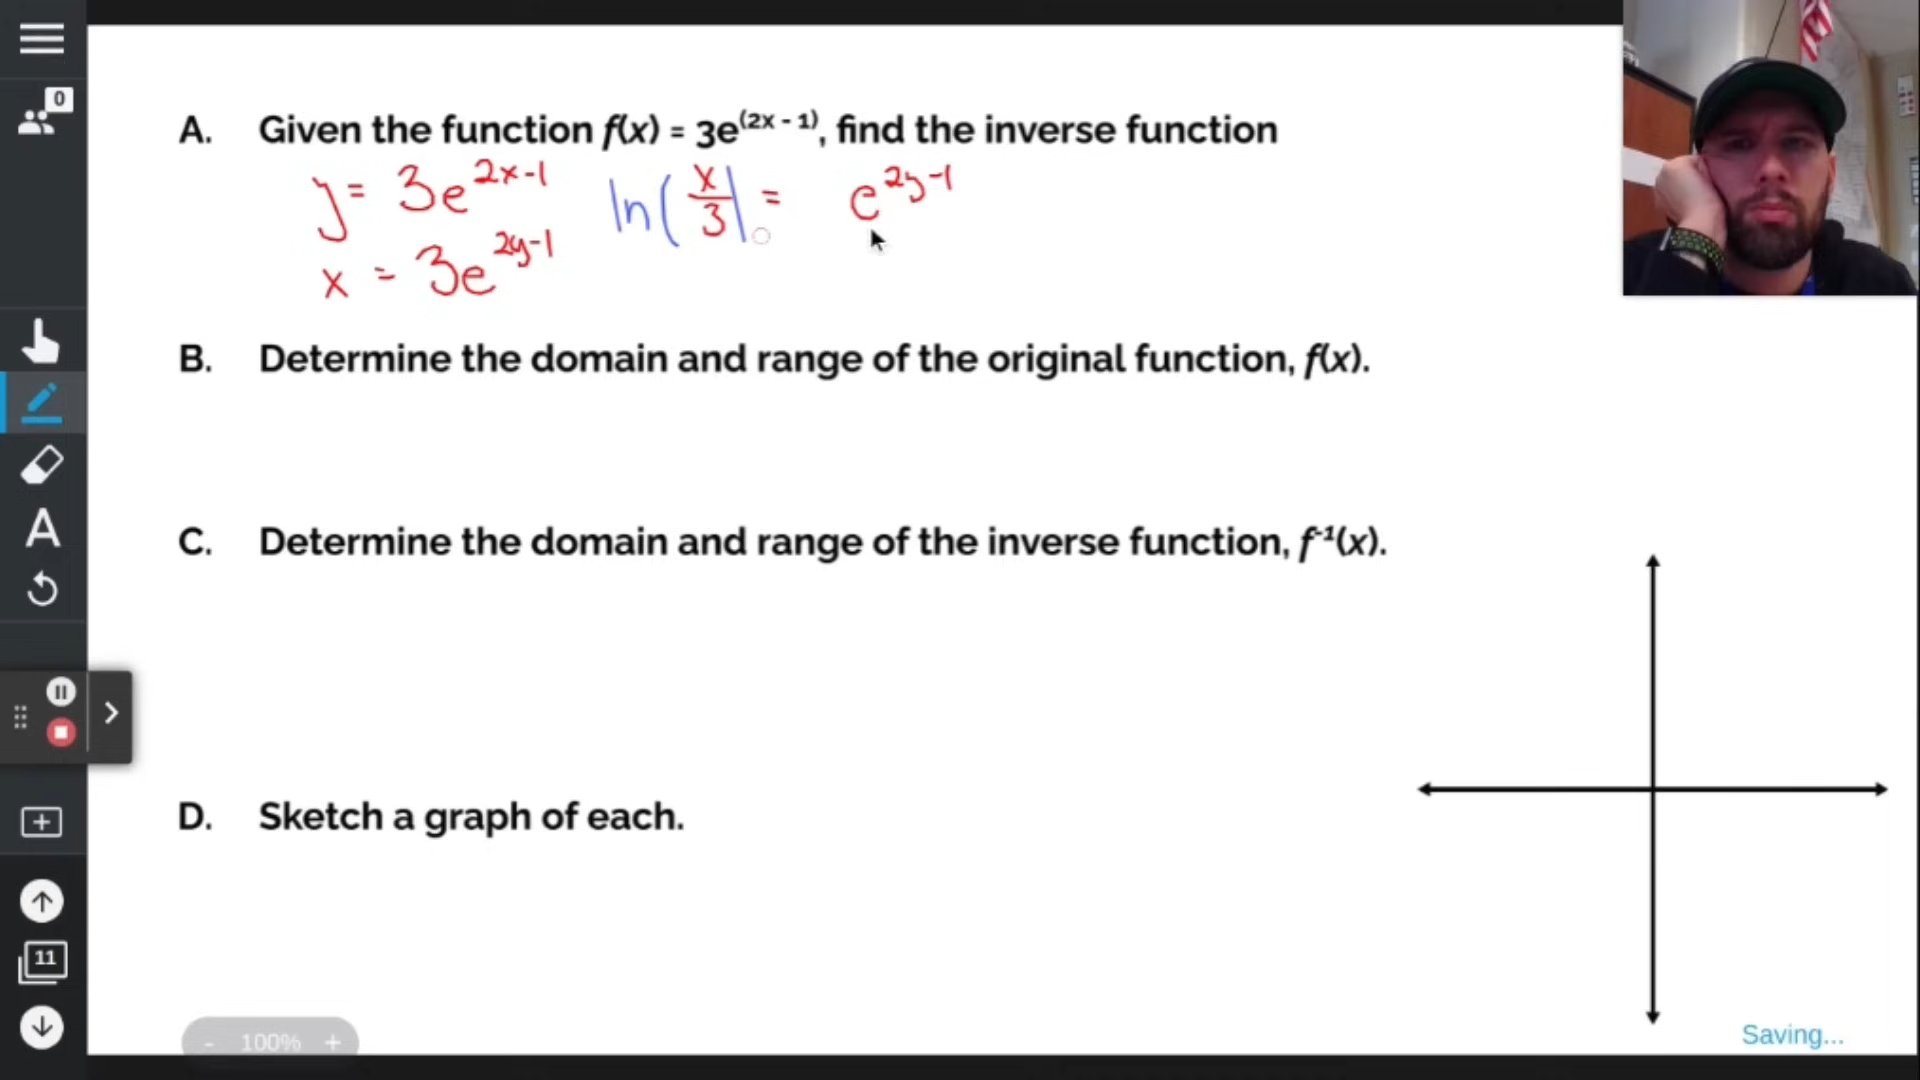 0
A. Given the function f(x) = 3e^(2x - 1), find the inverse function
y = 3e^2x-1
ln(x/3) = e^2y-1
x = 3e^2y-1
B. Determine the domain and range of the original function, f(x).
C. Determine the domain and range of the inverse function, f⁻¹(x).
D. Sketch a graph of each.
A
11
- 100% +
Saving...